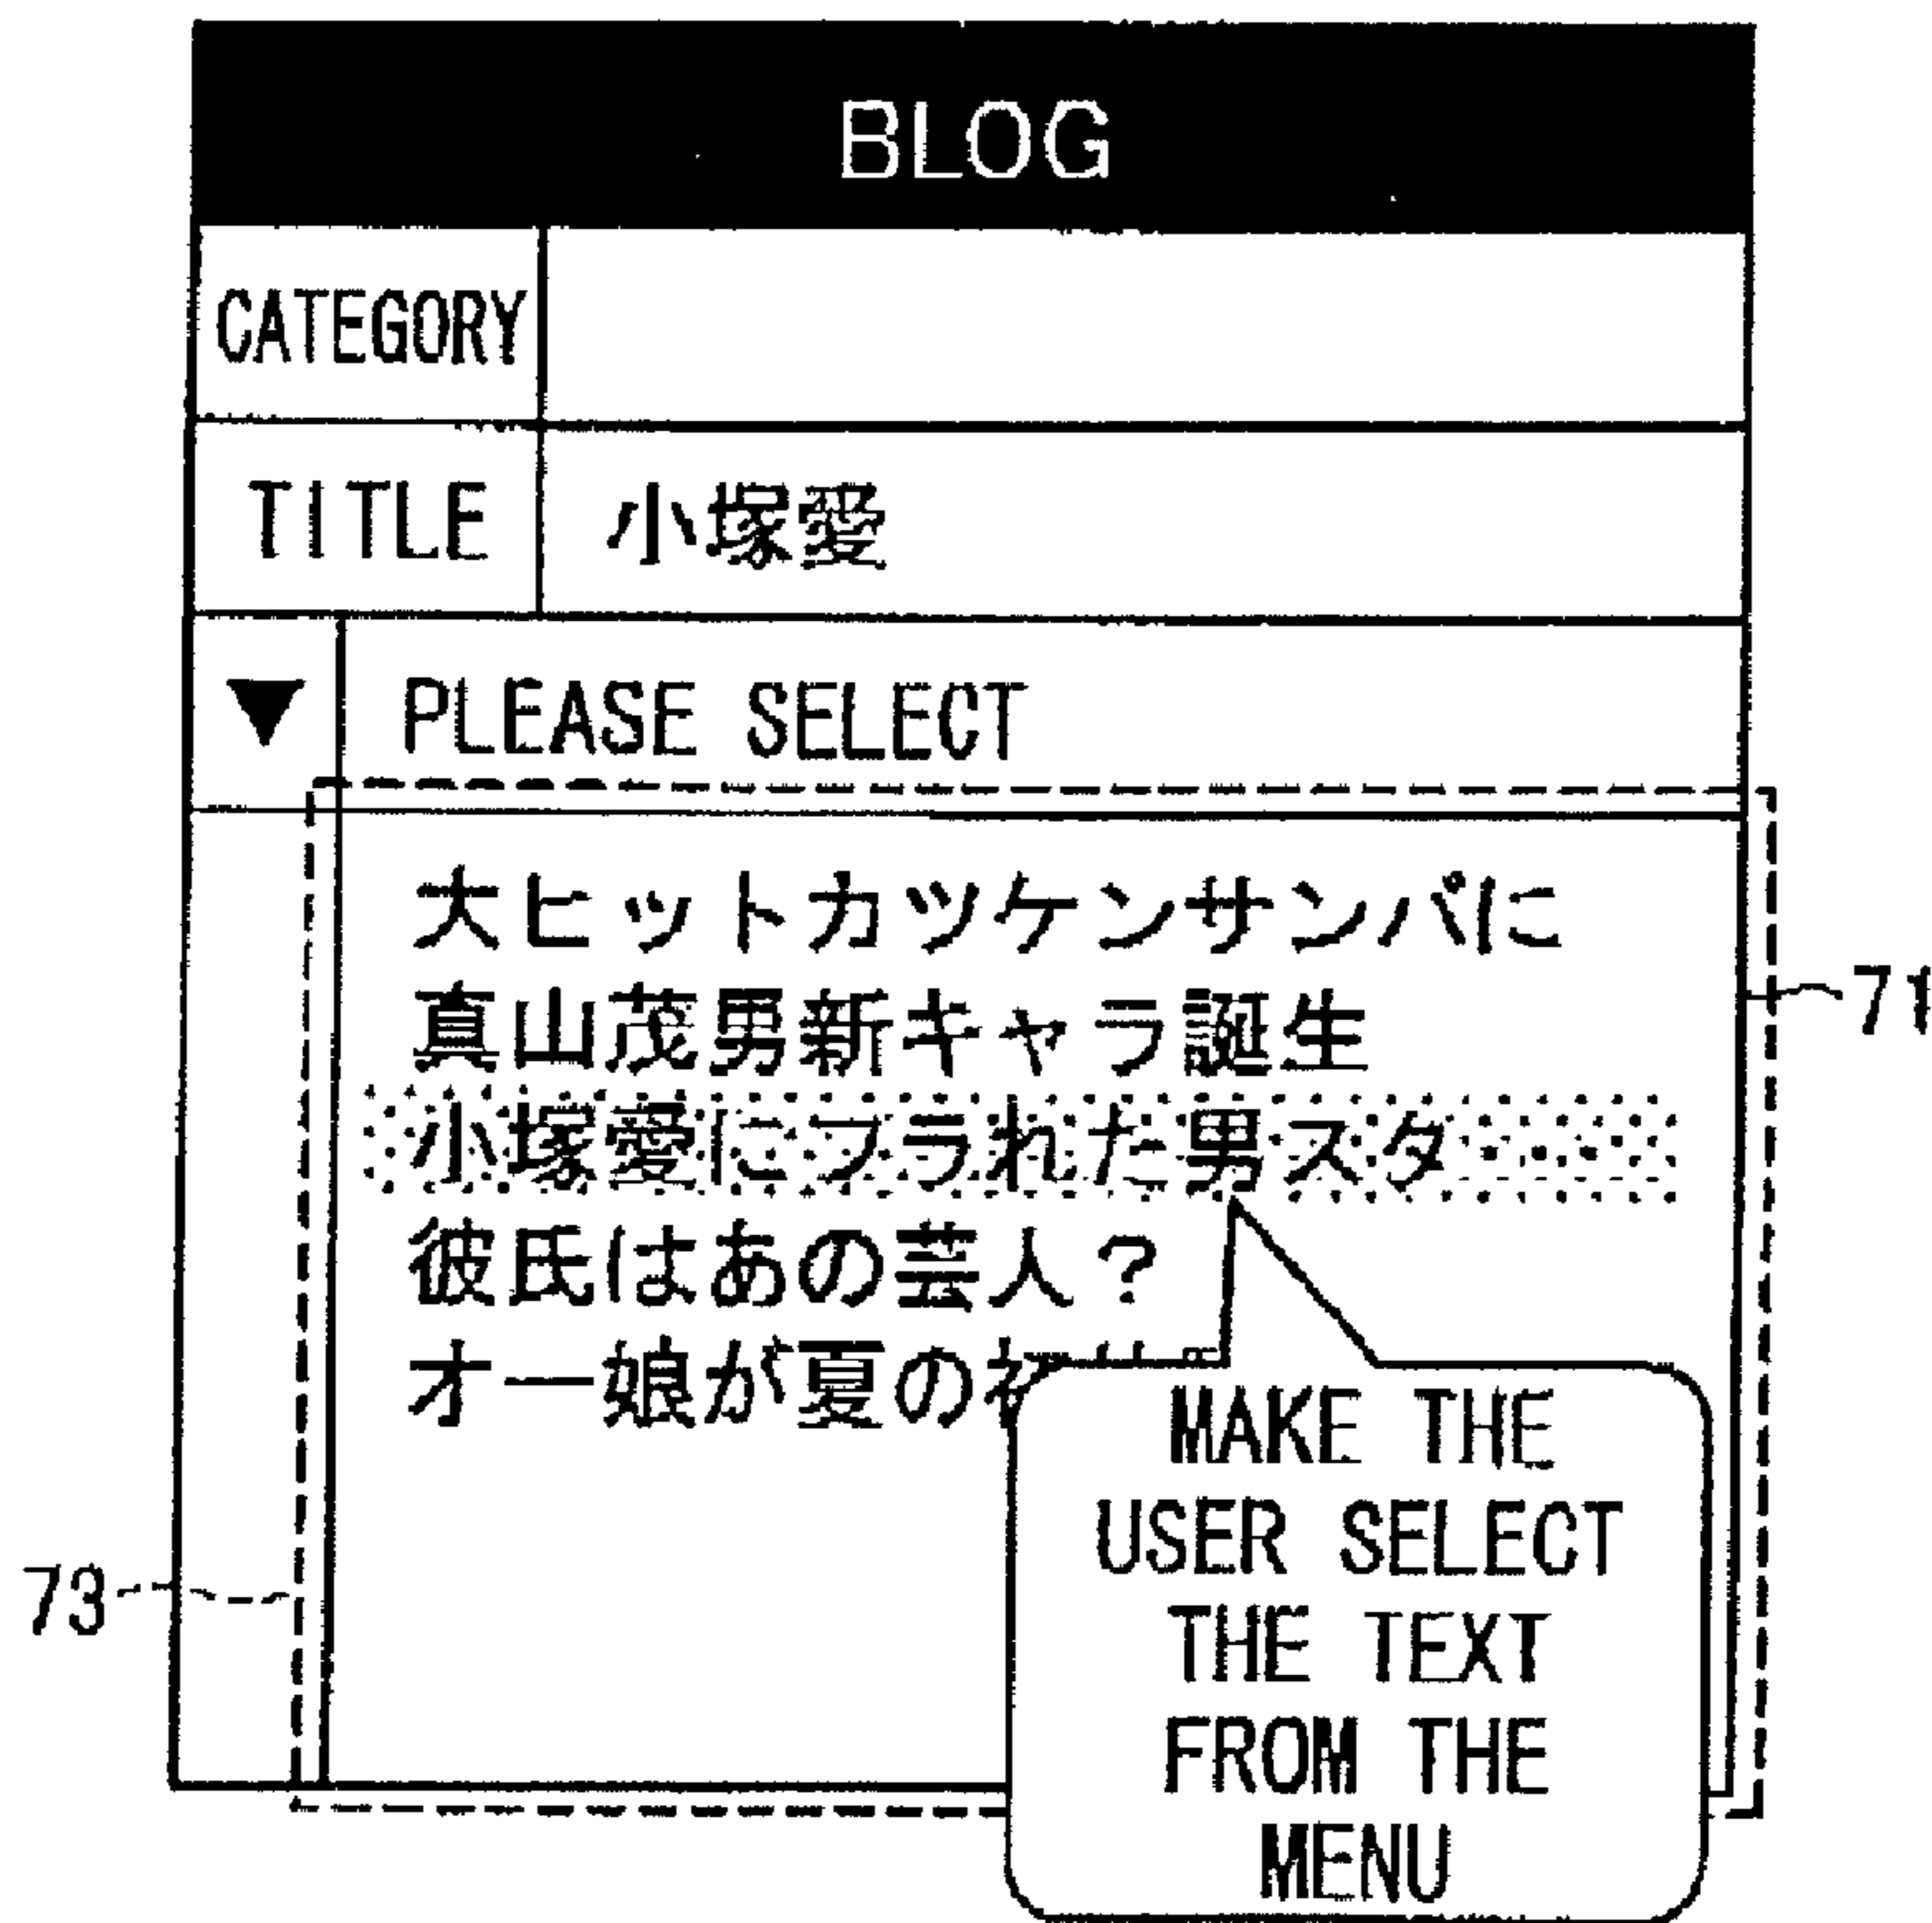 BLOG
CATEGORY
TITLE 小塚愛
▼ PLEASE SELECT
大ヒットカツケンサンバに
真山茂男新キャラ誕生
小塚愛にフラれた男スタ
彼氏はあの芸人?
オー娘が夏の
71
73
MAKE THE
USER SELECT
THE TEXT
FROM THE
MENU